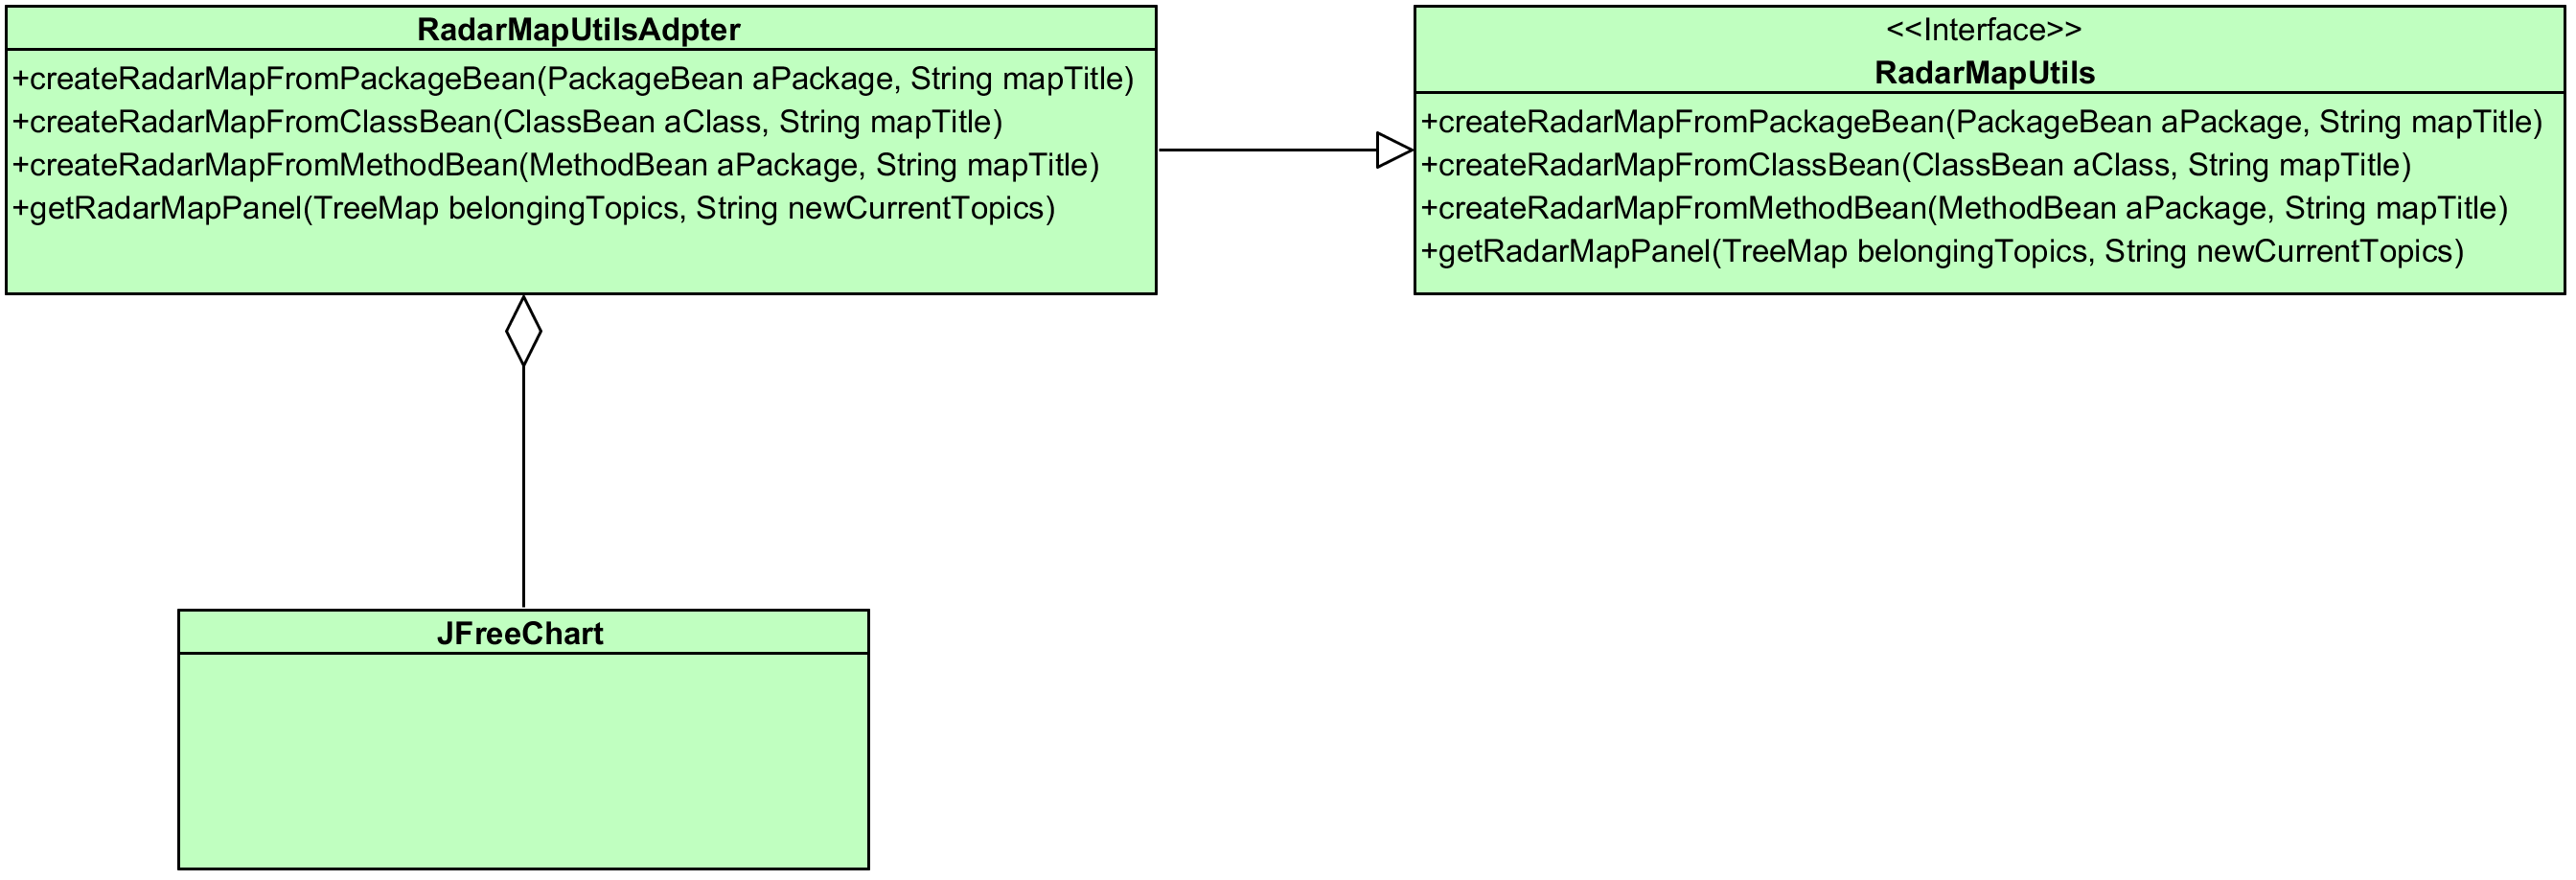 RadarMapUtilsAdpter
+createRadarMapFromPackageBean(PackageBean aPackage, String mapTitle)
+createRadarMapFromClassBean(ClassBean aClass, String mapTitle)
+createRadarMapFromMethodBean(MethodBean aPackage, String mapTitle)
+getRadarMapPanel(TreeMap belongingTopics, String newCurrentTopics)
<<Interface>>
RadarMapUtils
+createRadarMapFromPackageBean(PackageBean aPackage, String mapTitle)
+createRadarMapFromClassBean(ClassBean aClass, String mapTitle)
+createRadarMapFromMethodBean(MethodBean aPackage, String mapTitle)
+getRadarMapPanel(TreeMap belongingTopics, String newCurrentTopics)
JFreeChart